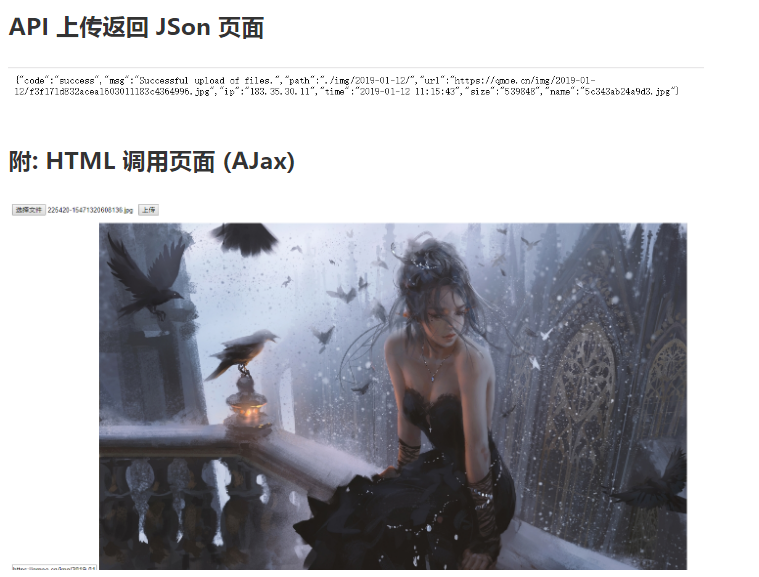 API 上传返回 JSon 页面
{"code":"success","msg":"Successful upload of files.","path":"./img/2019-01-12/","url":"https://qmoe.cn/img/2019-01-
12/f3f171d832acea1603011183c4364996.jpg","ip":"183.35.30.11","time":"2019-01-12 11:15:43","size":"539848","name":"5c343ab24a9d3.jpg"}
附: HTML 调用页面 (AJax)
选择文件 225420-15471320608136.jpg 上传